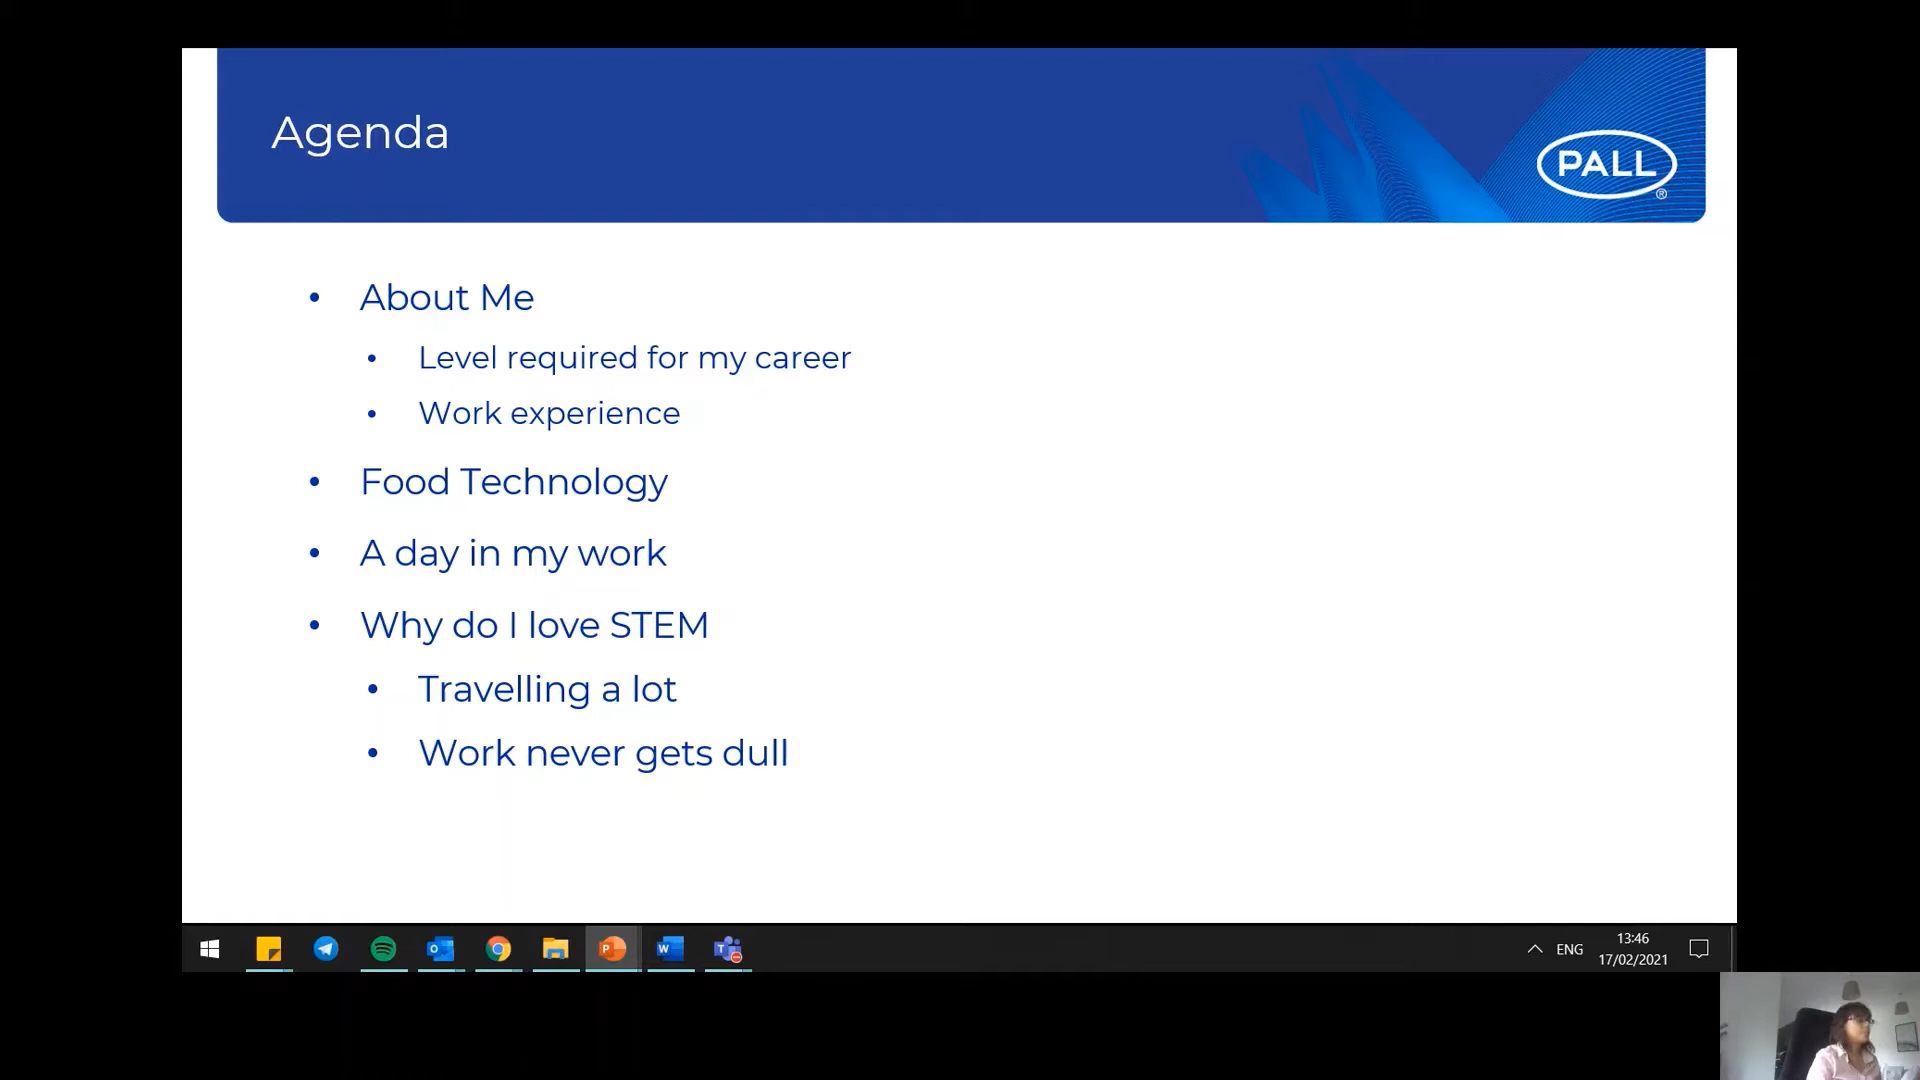 Agenda
PALL
®
• About Me
• Level required for my career
• Work experience
• Food Technology
• A day in my work
• Why do I love STEM
• Travelling a lot
• Work never gets dull
ENG
13:46
17/02/2021